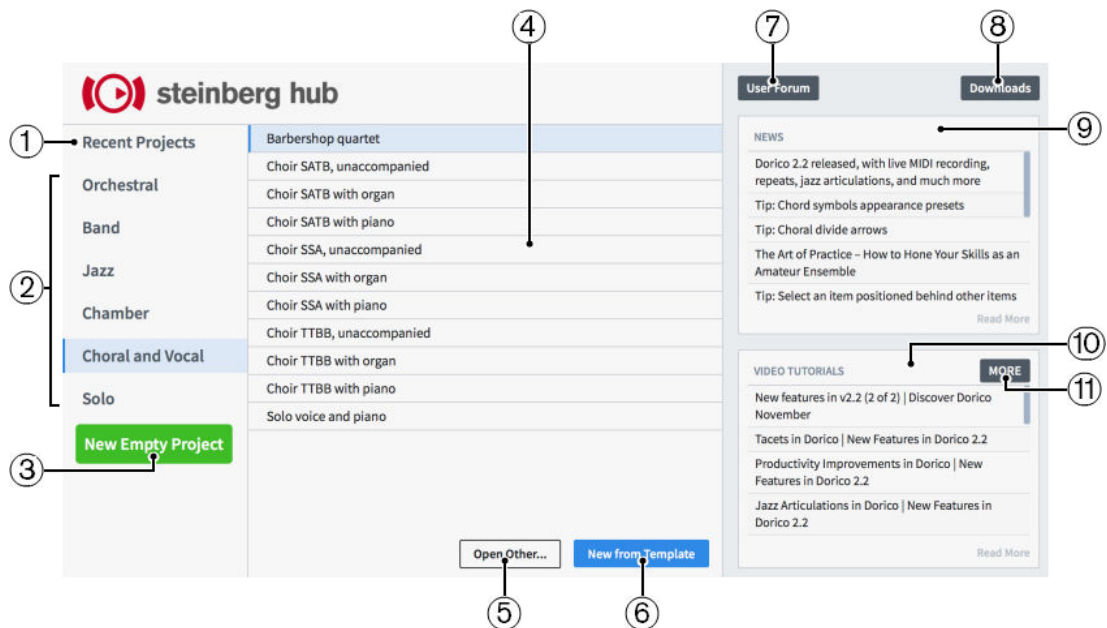 ④
⑦
⑧
steinberg hub
User Forum
Downloads
①
Recent Projects
②
Orchestral
Band
Jazz
Chamber
Choral and Vocal
Solo
③
New Empty Project
Barbershop quartet
Choir SATB, unaccompanied
Choir SATB with organ
Choir SATB with piano
Choir SSA, unaccompanied
Choir SSA with organ
Choir SSA with piano
Choir TTBB, unaccompanied
Choir TTBB with organ
Choir TTBB with piano
Solo voice and piano
Open Other...
New from Template
⑤
⑥
NEWS
⑨
Dorico 2.2 released, with live MIDI recording,
repeats, jazz articulations, and much more
Tip: Chord symbols appearance presets
Tip: Choral divide arrows
The Art of Practice – How to Hone Your Skills as an
Amateur Ensemble
Tip: Select an item positioned behind other items
Read More
⑩
VIDEO TUTORIALS
MORE
⑪
New features in v2.2 (2 of 2) | Discover Dorico
November
Tacets in Dorico | New Features in Dorico 2.2
Productivity Improvements in Dorico | New
Features in Dorico 2.2
Jazz Articulations in Dorico | New Features in
Dorico 2.2
Read More